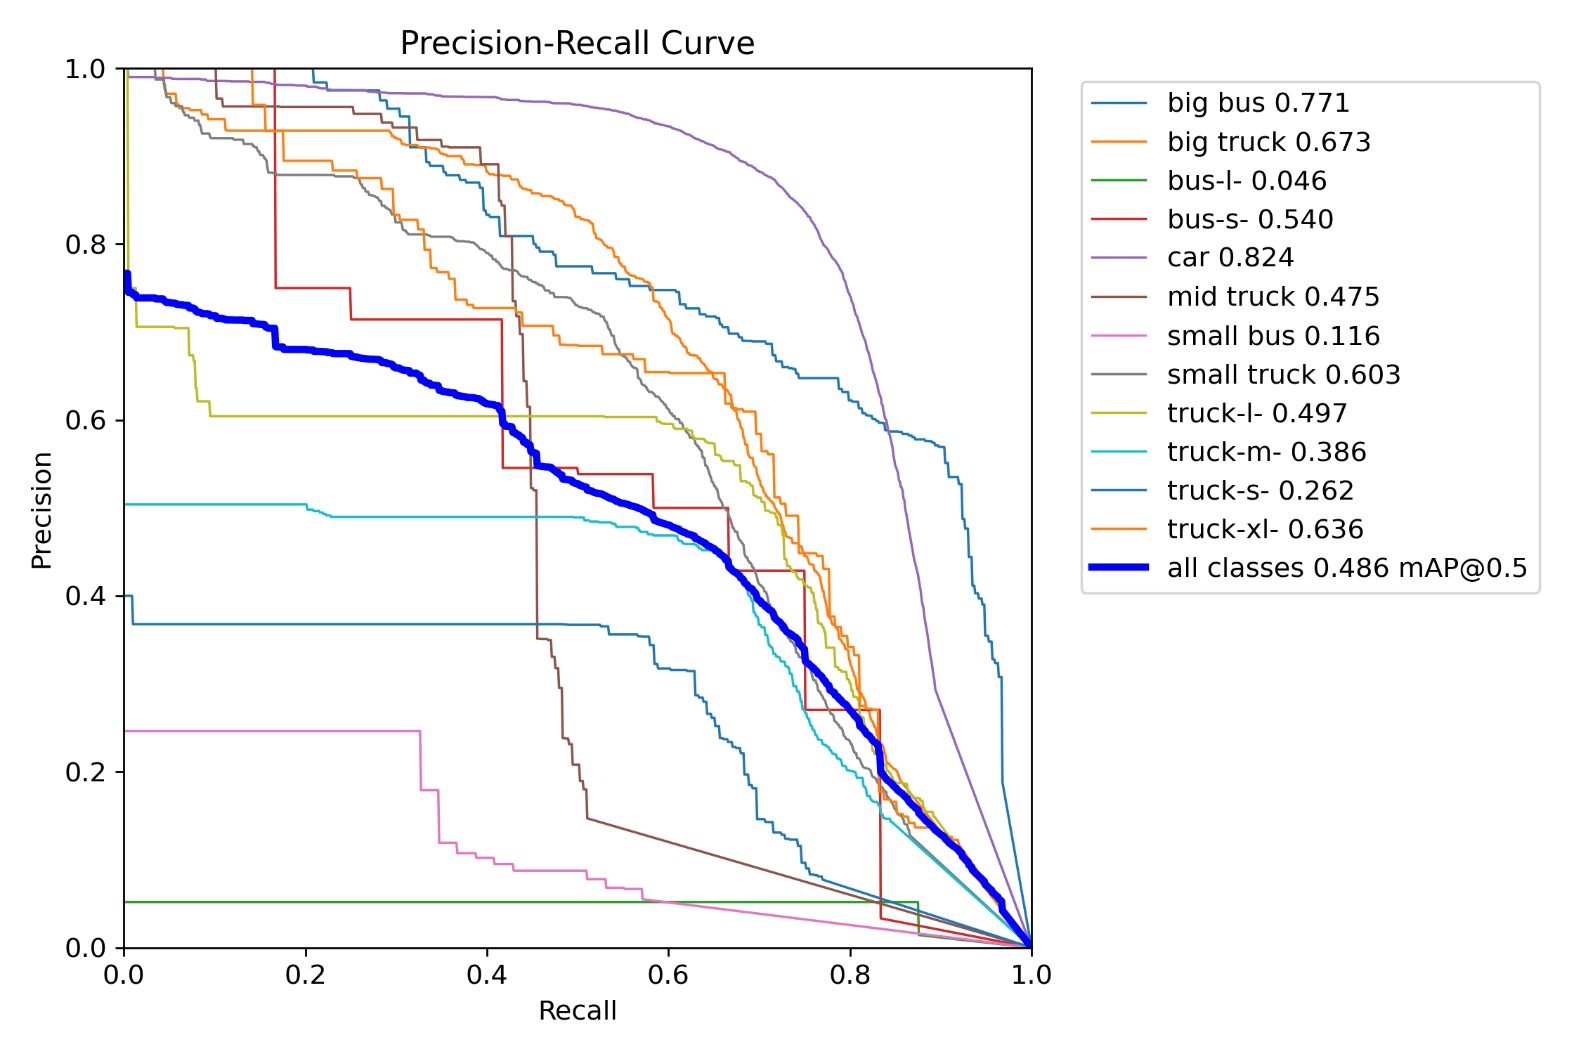 Precision-Recall Curve
1.0
0.8
0.6
0.4
0.2
0.0
Precision
0.0 0.2 0.4 0.6 0.8 1.0
Recall
big bus 0.771
big truck 0.673
bus-l- 0.046
bus-s- 0.540
car 0.824
mid truck 0.475
small bus 0.116
small truck 0.603
truck-l- 0.497
truck-m- 0.386
truck-s- 0.262
truck-xl- 0.636
all classes 0.486 mAP@0.5